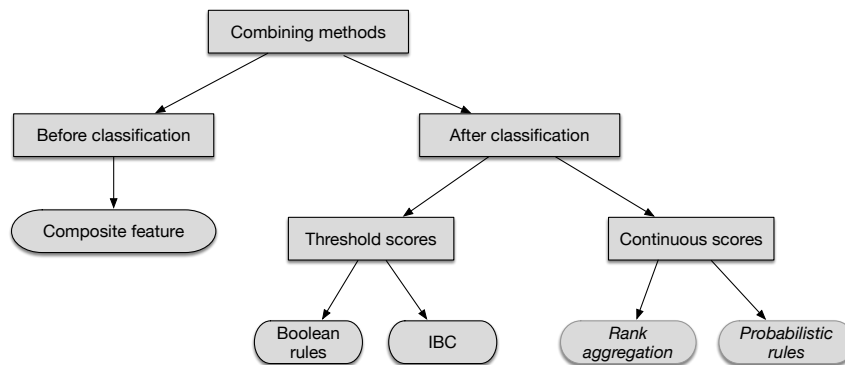 Combining methods
Before classification
After classification
Composite feature
Threshold scores
Continuous scores
Boolean
rules
IBC
Rank
aggregation
Probabilistic
rules